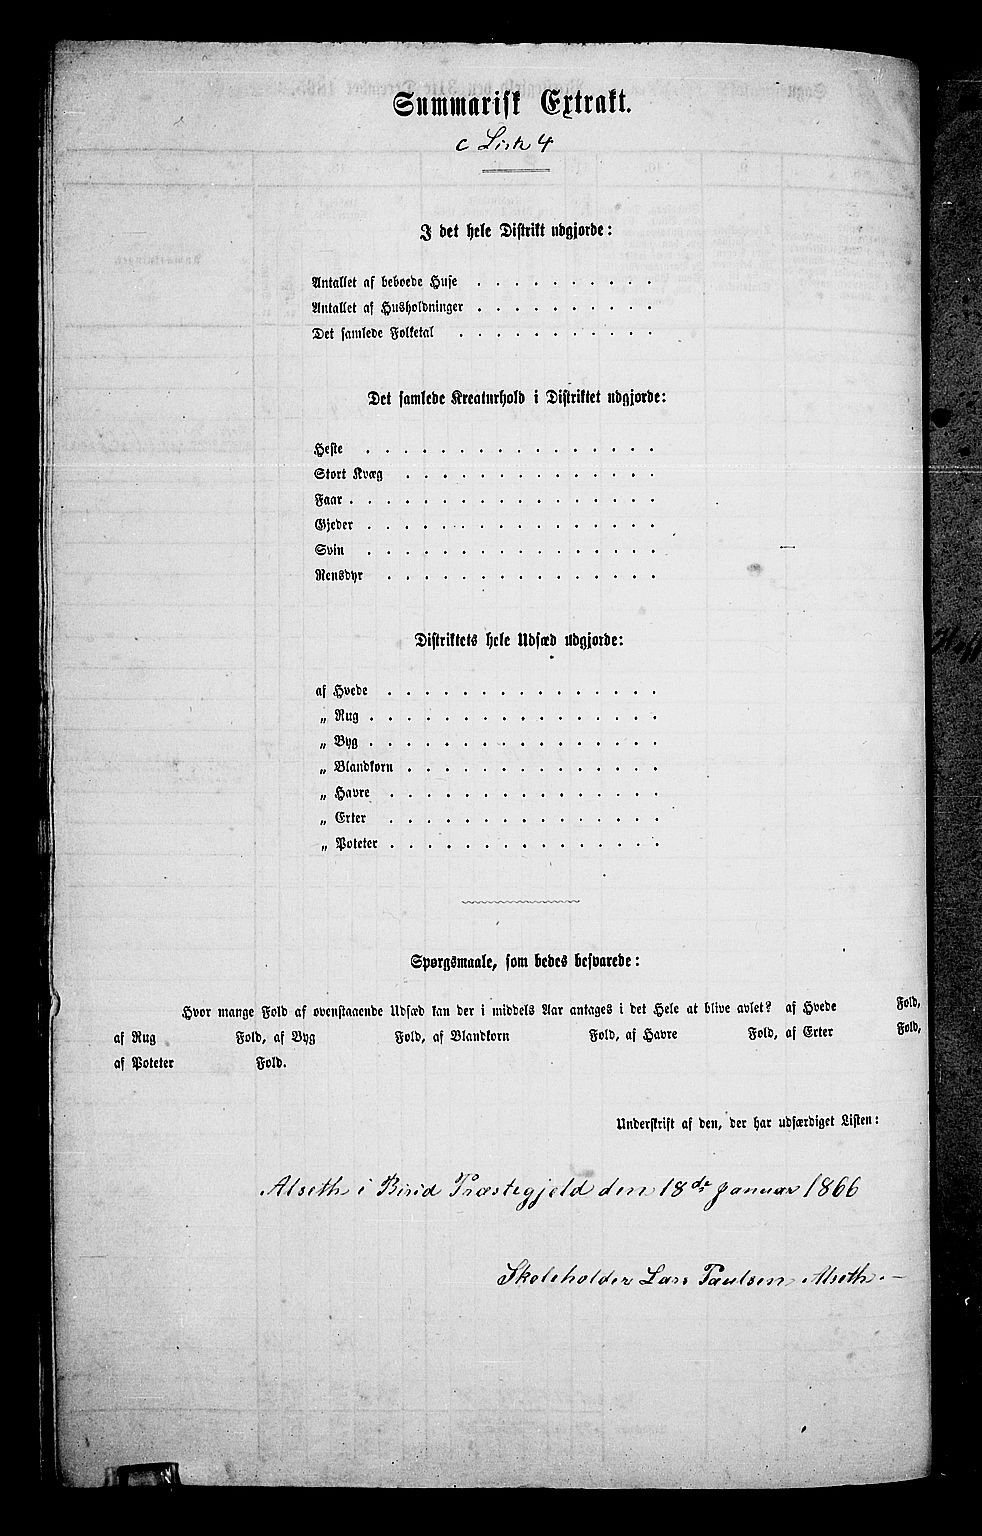 Summarisk Extrakt.
c Liste 4
I det hele Distrikt udgjorde:
Antallet af beboede Huse . . . . . . . . . .
Antallet af Husholdninger . . . . . . . . . .
Det samlede Folketal . . . . . . . . . . .
Det samlede Kreaturhold i Distriktet udgjorde:
Heste . . . . . . . . . . . . . . . .
Stort Kvæg . . . . . . . . . . . . . .
Faar . . . . . . . . . . . . . . . . .
Gjeder . . . . . . . . . . . . . . . .
Svin . . . . . . . . . . . . . . . . —
Rensdyr . . . . . . . . . . . . . . .
Distriktets hele Udsæd udgjorde:
af Hvede . . . . . . . . . . . . . . .
„ Rug . . . . . . . . . . . . . . . .
„ Byg . . . . . . . . . . . . . . . .
„ Blandkorn . . . . . . . . . . . . . .
„ Havre . . . . . . . . . . . . . . .
„ Erter . . . . . . . . . . . . . . .
„ Poteter . . . . . . . . . . . . . . .
Spørgsmaale, som bedes besvarede:
Hvor mange Fold af ovenstaaende Udsæd kan der i middels Aar antages i det Hele at blive avlet? af Hvede Fold,
af Rug Fold, af Byg Fold, af Blandkorn Fold, af Havre Fold, af Erter Fold,
af Poteter Fold.
Underskrift af den, der har udfærdiget Listen:
Alseth i Birid Præstegjeld den 18de Januar 1866
Skoleholder Lars Paulsen Alseth. —